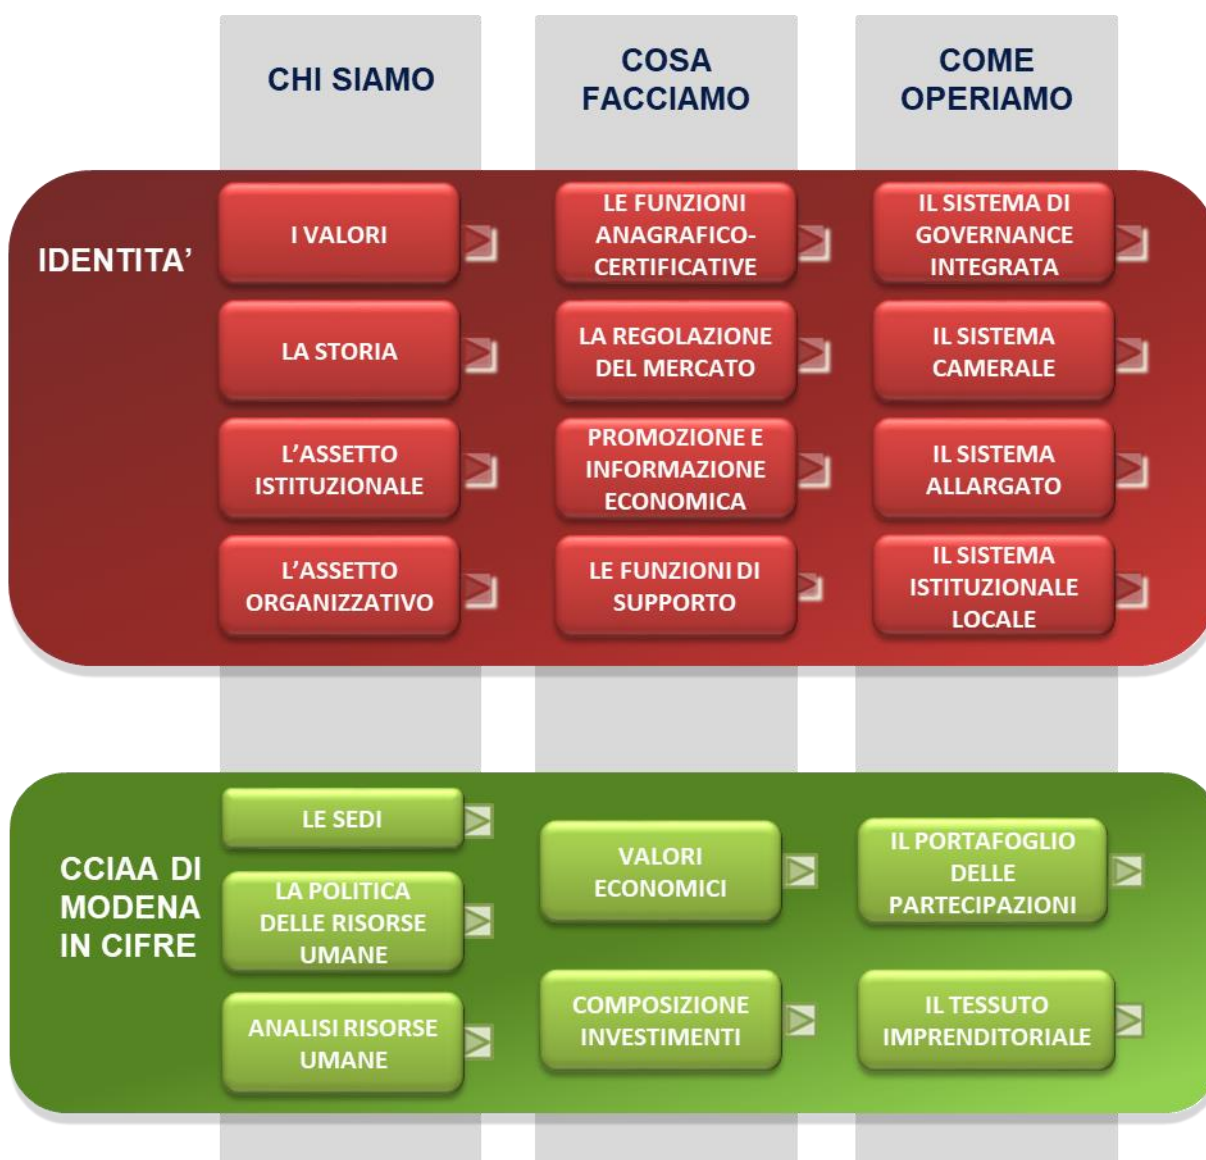 CHI SIAMO
COSA
FACCIAMO
COME
OPERIAMO
IDENTITA’
I VALORI
LE FUNZIONI
ANAGRAFICO-
CERTIFICATIVE
IL SISTEMA DI
GOVERNANCE
INTEGRATA
LA STORIA
LA REGOLAZIONE
DEL MERCATO
IL SISTEMA
CAMERALE
L’ASSETTO
ISTITUZIONALE
PROMOZIONE E
INFORMAZIONE
ECONOMICA
IL SISTEMA
ALLARGATO
L’ASSETTO
ORGANIZZATIVO
LE FUNZIONI DI
SUPPORTO
IL SISTEMA
ISTITUZIONALE
LOCALE
CCIAA DI
MODENA
IN CIFRE
LE SEDI
LA POLITICA
DELLE RISORSE
UMANE
ANALISI RISORSE
UMANE
VALORI
ECONOMICI
COMPOSIZIONE
INVESTIMENTI
IL PORTAFOGLIO
DELLE
PARTECIPAZIONI
IL TESSUTO
IMPRENDITORIALE